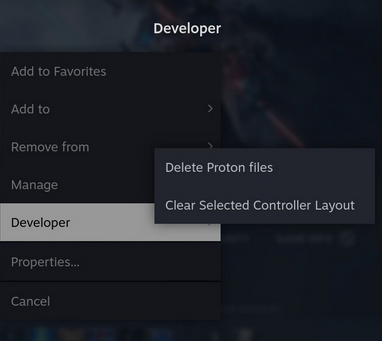 Developer
Add to Favorites
Add to
Remove from
Manage
Developer
Properties...
Cancel
Delete Proton files
Clear Selected Controller Layout